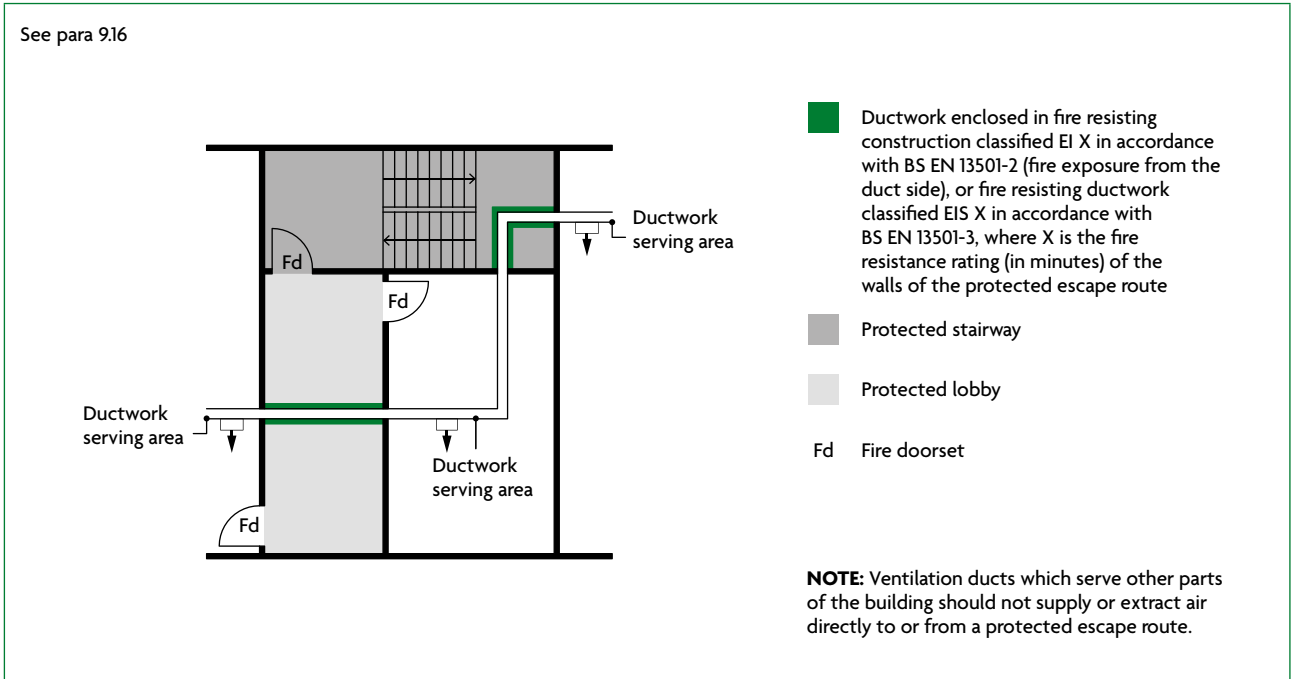 See para 9.16
Ductwork enclosed in fire resisting
construction classified EI X in accordance
with BS EN 13501-2 (fire exposure from the
duct side), or fire resisting ductwork
classified EIS X in accordance with
BS EN 13501-3, where X is the fire
resistance rating (in minutes) of the
walls of the protected escape route
Protected stairway
Protected lobby
Fd Fire doorset
NOTE: Ventilation ducts which serve other parts
of the building should not supply or extract air
directly to or from a protected escape route.
Ductwork
serving area
Fd
Fd
Ductwork
serving area
Ductwork
serving area
Fd